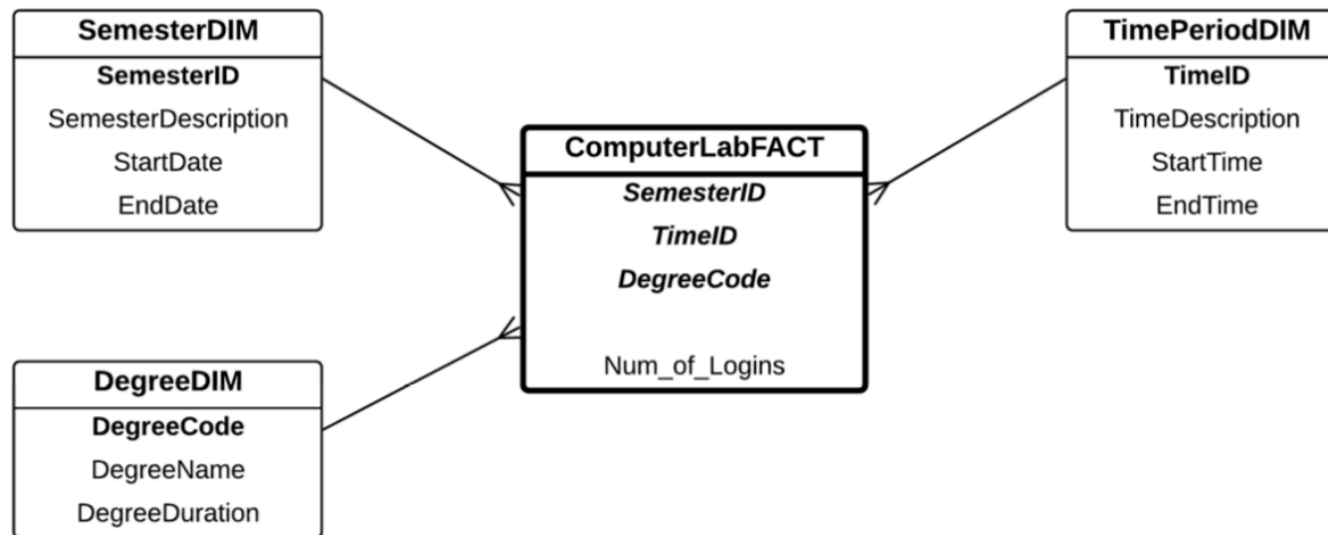 SemesterDIM
SemesterID
SemesterDescription
StartDate
EndDate
TimePeriodDIM
TimeID
TimeDescription
StartTime
EndTime
ComputerLabFACT
SemesterID
TimeID
DegreeCode
Num_of_Logins
DegreeDIM
DegreeCode
DegreeName
DegreeDuration